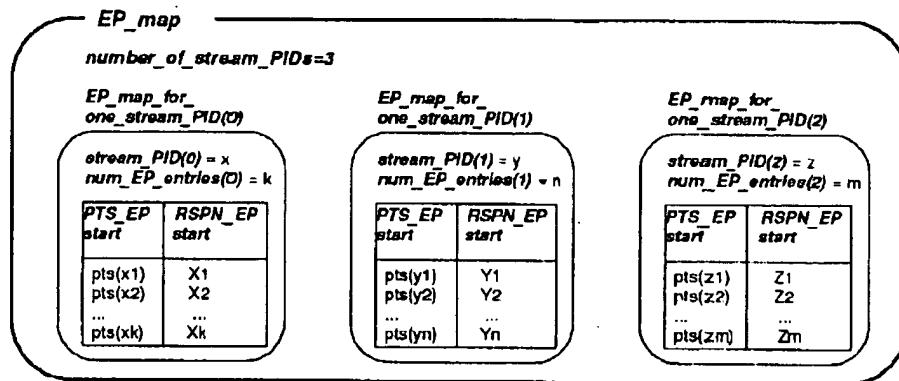 EP_map
number_of_stream_PIDs=3
EP_map_for_
one_stream_PID(0)
stream_PID(0) = x
num_EP_entries(0) = k
PTS_EP RSPN_EP
start start
pts(x1) X1
pts(x2) X2
... ...
pts(xk) Xk
EP_map_for_
one_stream_PID(1)
stream_PID(1) = y
num_EP_entries(1) = n
PTS_EP RSPN_EP
start start
pts(y1) Y1
pts(y2) Y2
... ...
pts(yn) Yn
EP_map_for_
one_stream_PID(2)
stream_PID(z) = z
num_EP_entries(2) = m
PTS_EP RSPN_EP
start start
pts(z1) Z1
pts(z2) Z2
... ...
pts(zm) Zm